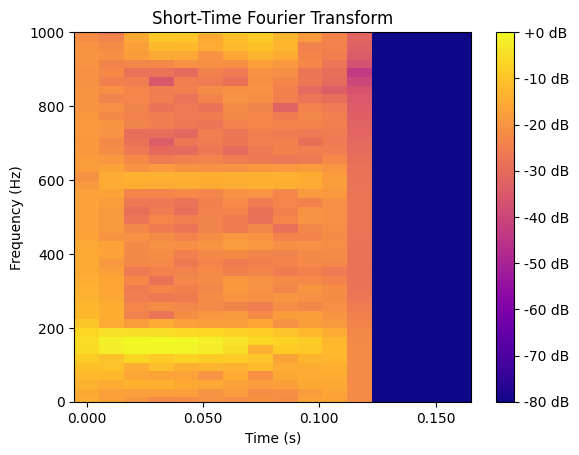 Short-Time Fourier Transform
Frequency (Hz)
1000
800
600
400
200
0
0.000
0.050
0.100
0.150
Time (s)
+0 dB
-10 dB
-20 dB
-30 dB
-40 dB
-50 dB
-60 dB
-70 dB
-80 dB